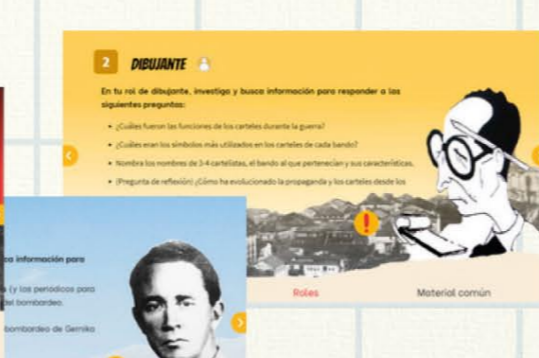 2 DIBUJANTE
En tu rol de dibujante, investiga y busca información para responder a las
siguientes preguntas:
• ¿Cuáles fueron las funciones de los carteles durante la guerra?
• ¿Cuáles eran los símbolos más utilizados en los carteles de cada bando?
• Nombra los nombres de 3-4 cartelistas, el bando al que pertenecían y sus características.
• (Pregunta de reflexión) ¿Cómo ha evolucionado la propaganda y los carteles desde los
!
Roles
Material común
información para
(y los periódicos para
del bombardeo.
bombardeo de Gernika